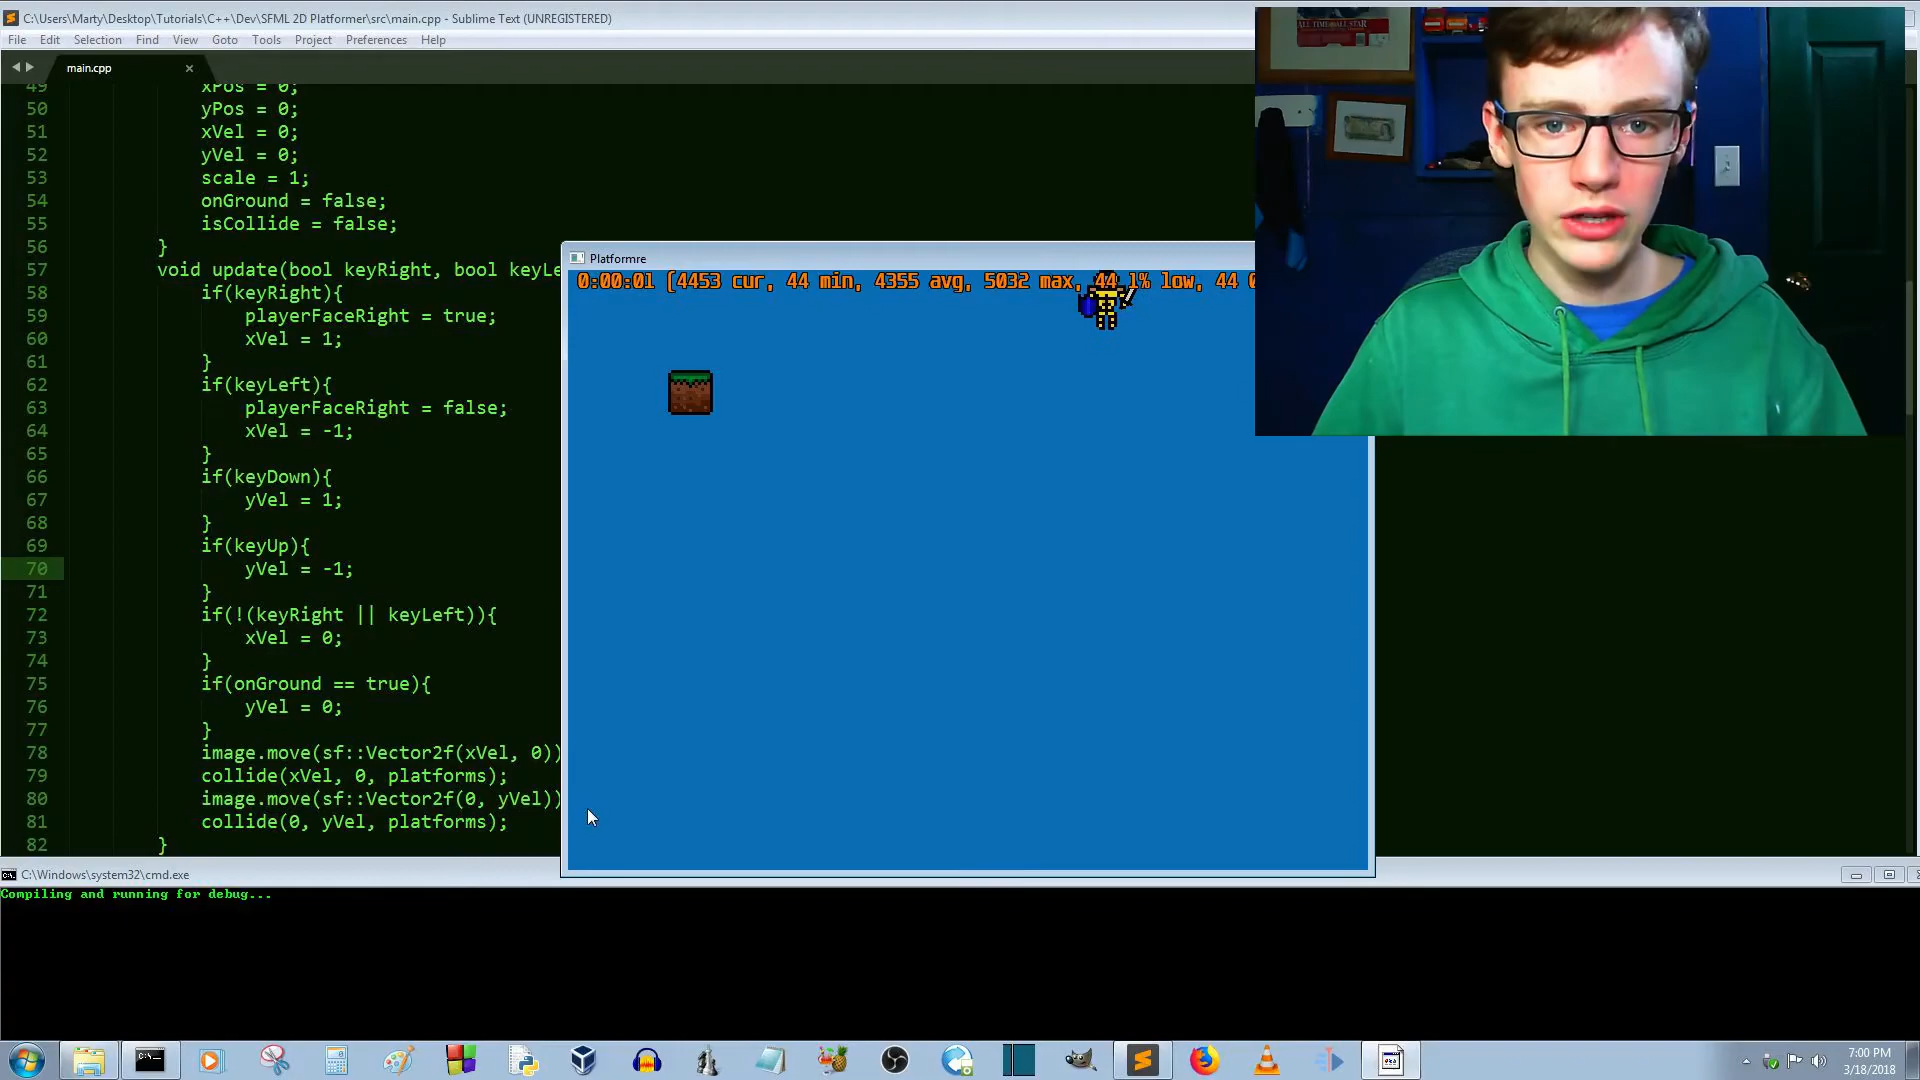 C:\Users\Marty\Desktop\Tutorials\C++\Dev\SFML 2D Platformer\src\main.cpp - Sublime Text (UNREGISTERED)
File Edit Selection Find View Goto Tools Project Preferences Help
main.cpp
49 xPos = 0;
50 yPos = 0;
51 xVel = 0;
52 yVel = 0;
53 scale = 1;
54 onGround = false;
55 isCollide = false;
56 }
57 void update(bool keyRight, bool keyLe
58 if(keyRight){
59 playerFaceRight = true;
60 xVel = 1;
61 }
62 if(keyLeft){
63 playerFaceRight = false;
64 xVel = -1;
65 }
66 if(keyDown){
67 yVel = 1;
68 }
69 if(keyUp){
70 yVel = -1;
71 }
72 if(!(keyRight || keyLeft)){
73 xVel = 0;
74 }
75 if(onGround == true){
76 yVel = 0;
77 }
78 image.move(sf::Vector2f(xVel, 0))
79 collide(xVel, 0, platforms);
80 image.move(sf::Vector2f(0, yVel))
81 collide(0, yVel, platforms);
82 }
Platformre
0:00:01 [4453 cur, 44 min, 4355 avg, 5032 max, 44 1% low, 44 0
ALL TIME ALL STAR
C:\Windows\system32\cmd.exe
Compiling and running for debug...
7:00 PM
3/18/2018